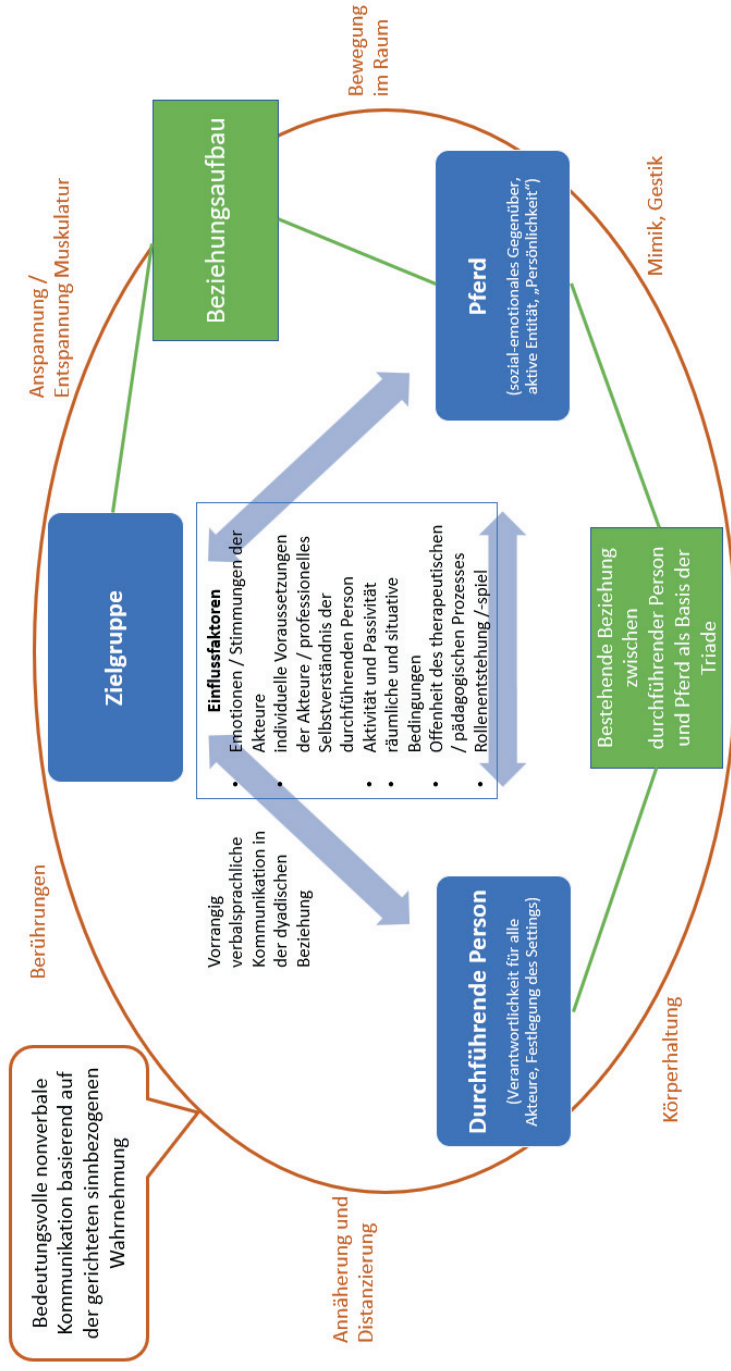 Bedeutungsvolle nonverbale
Kommunikation basierend auf
der gerichteten sinnbezogenen
Wahrnehmung
Berührungen
Anspannung /
Entspannung Muskulatur
Zielgruppe
Beziehungsaufbau
Annäherung und
Distanzierung
Vorrangig
verbalsprachliche
Kommunikation in
der dyadischen
Beziehung
Einflussfaktoren
• Emotionen / Stimmungen der
Akteure
• individuelle Voraussetzungen
der Akteure / professionelles
Selbstverständnis der
durchführenden Person
• Aktivität und Passivität
• räumliche und situative
Bedingungen
• Offenheit des therapeutischen
/ pädagogischen Prozesses
• Rollenentstehung /-spiel
Bewegung
im Raum
Durchführende Person
(Verantwortlichkeit für alle
Akteure, Festlegung des Settings)
Pferd
(sozial-emotionales Gegenüber,
aktive Entität, „Persönlichkeit“)
Körperhaltung
Bestehende Beziehung
zwischen
durchführender Person
und Pferd als Basis der
Triade
Mimik, Gestik